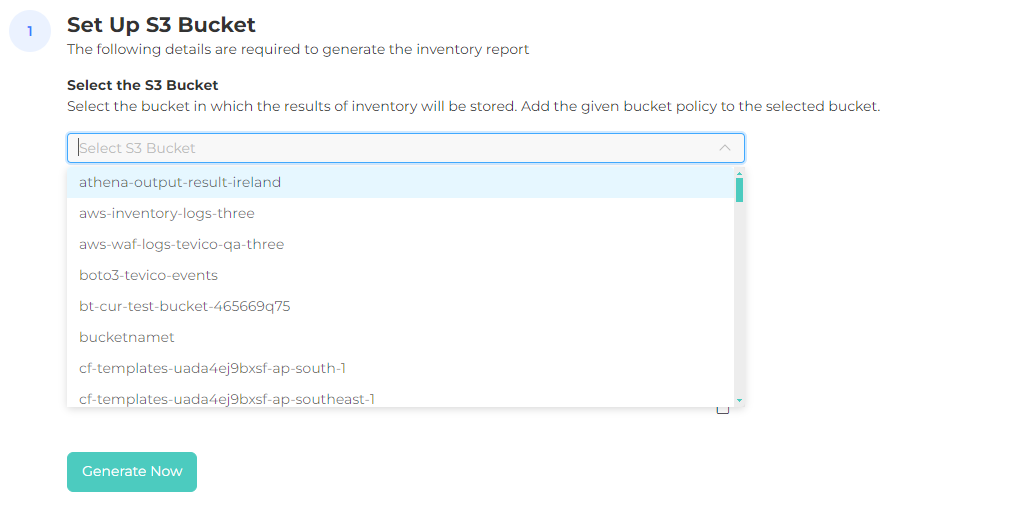 1
Set Up S3 Bucket
The following details are required to generate the inventory report
Select the S3 Bucket
Select the bucket in which the results of inventory will be stored. Add the given bucket policy to the selected bucket.
Select S3 Bucket
athena-output-result-ireland
aws-inventory-logs-three
aws-waf-logs-tevico-qa-three
boto3-tevico-events
bt-cur-test-bucket-465669q75
bucketnamet
cf-templates-uada4ej9bxsf-ap-south-1
cf-templates-uada4ej9bxsf-ap-southeast-1
Generate Now